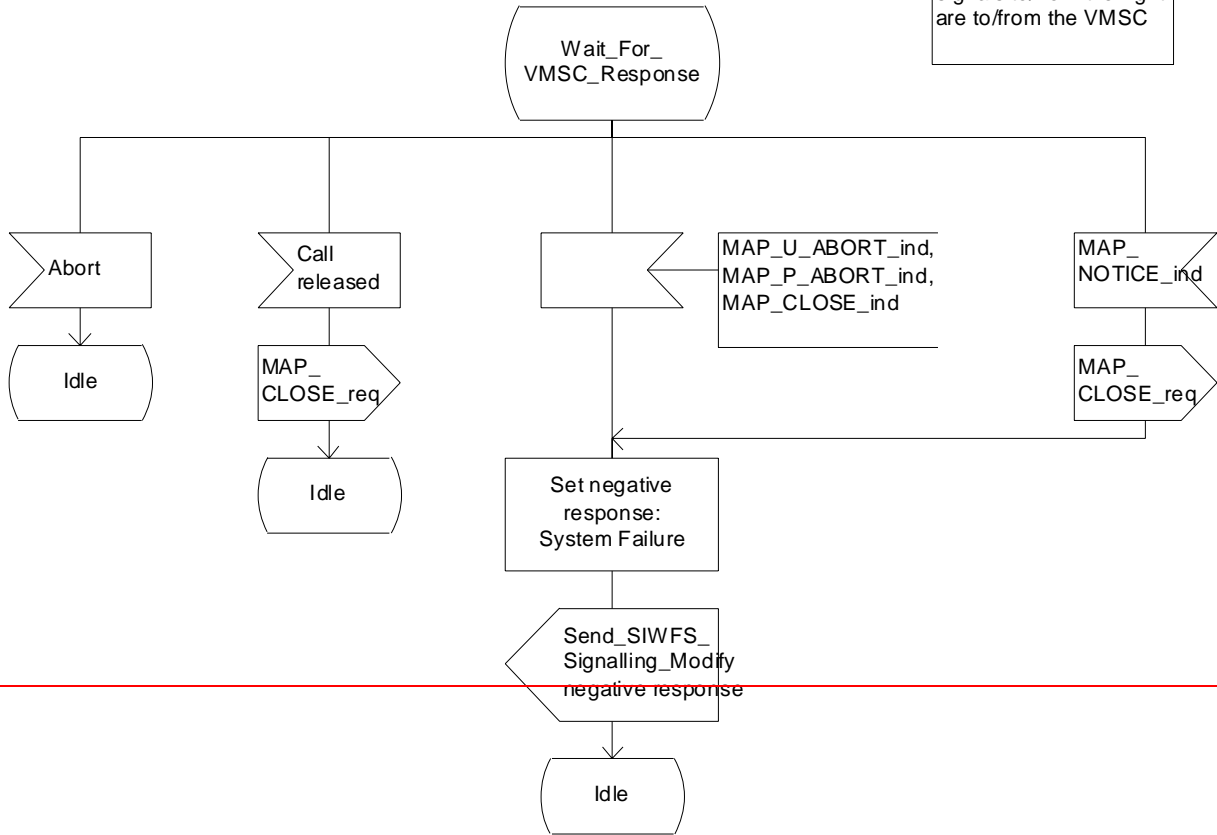 are to/from the VMSC
Wait_For_
VMSC_Response
Abort
Call
released
MAP_U_ABORT_ind,
MAP_P_ABORT_ind,
MAP_CLOSE_ind
MAP_
NOTICE_ind
Idle
MAP_
CLOSE_req
MAP_
CLOSE_req
Idle
Set negative
response:
System Failure
Send_SIWFS_
Signalling_Modify
negative response
Idle